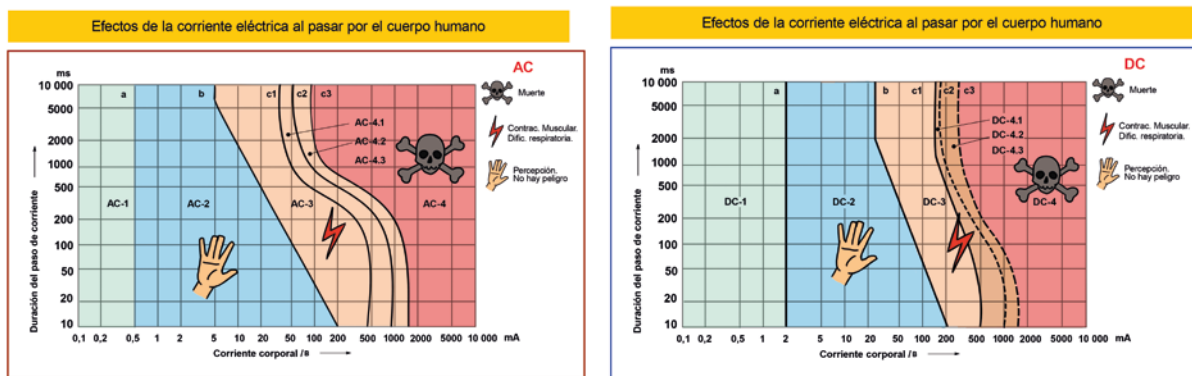 Efectos de la corriente eléctrica al pasar por el cuerpo humano
AC
ms
10 000
5000
2000
1000
500
200
100
50
20
10
Duración del paso de corriente
a
b
c1
c2
c3
AC-4.1
AC-4.2
AC-4.3
AC-1
AC-2
AC-3
AC-4
0,1 0,2 0,5 1 2 5 10 20 50 100 200 500 1000 2000 5000 10 000 mA
Corriente corporal /B
Muerte
Contrac. Muscular.
Dific. respiratoria.
Percepción.
No hay peligro
Efectos de la corriente eléctrica al pasar por el cuerpo humano
DC
ms
10 000
5000
2000
1000
500
200
100
50
20
10
Duración del paso de corriente
a
b
c1
c2
c3
DC-4.1
DC-4.2
DC-4.3
DC-1
DC-2
DC-3
DC-4
0,1 0,2 0,5 1 2 5 10 20 50 100 200 500 1000 2000 5000 10 000 mA
Corriente corporal /B
Muerte
Contrac. Muscular.
Dific. respiratoria.
Percepción.
No hay peligro